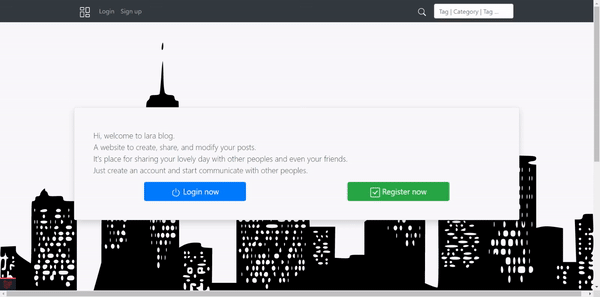 Login Sign up Tag | Category | Tag...
Hi, welcome to lara blog.
A website to create, share, and modify your posts.
It's place for sharing your lovely day with other peoples and even your friends.
Just create an account and start communicate with other peoples.
Login now Register now